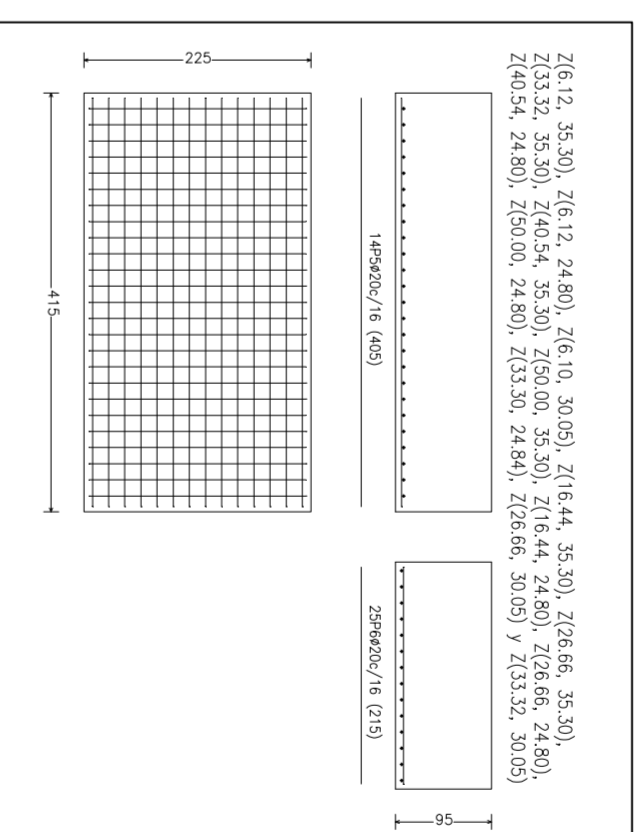 Z(6.12, 35.30), Z(6.12, 24.80), Z(6.10, 30.05), Z(16.44, 35.30), Z(26.66, 35.30),
Z(33.32, 35.30), Z(40.54, 35.30), Z(50.00, 35.30), Z(16.44, 24.80), Z(26.66, 24.80),
Z(40.54, 24.80), Z(50.00, 24.80), Z(33.30, 24.84), Z(26.66, 30.05) y Z(33.32, 30.05)
14P5ø20c/16 (405)
25P6ø20c/16 (215)
95
225
415